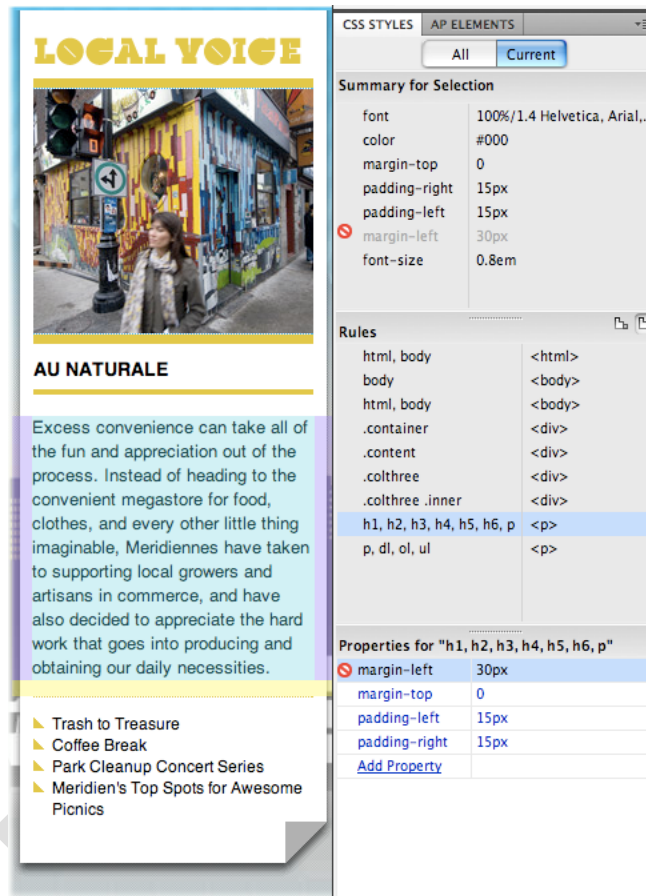 LOCAL VOICE
AU NATURALE
Excess convenience can take all of
the fun and appreciation out of the
process. Instead of heading to the
convenient megastore for food,
clothes, and every other little thing
imaginable, Meridiennes have taken
to supporting local growers and
artisans in commerce, and have
also decided to appreciate the hard
work that goes into producing and
obtaining our daily necessities.
Trash to Treasure
Coffee Break
Park Cleanup Concert Series
Meridien's Top Spots for Awesome
Picnics
CSS STYLES AP ELEMENTS
All Current
Summary for Selection
font 100%/1.4 Helvetica, Arial,..
color #000
margin-top 0
padding-right 15px
padding-left 15px
margin-left 30px
font-size 0.8em
Rules
html, body <html>
body <body>
html, body <body>
.container <div>
.content <div>
.colthree <div>
.colthree .inner <div>
h1, h2, h3, h4, h5, h6, p <p>
p, dl, ol, ul <p>
Properties for "h1, h2, h3, h4, h5, h6, p"
margin-left 30px
margin-top 0
padding-left 15px
padding-right 15px
Add Property